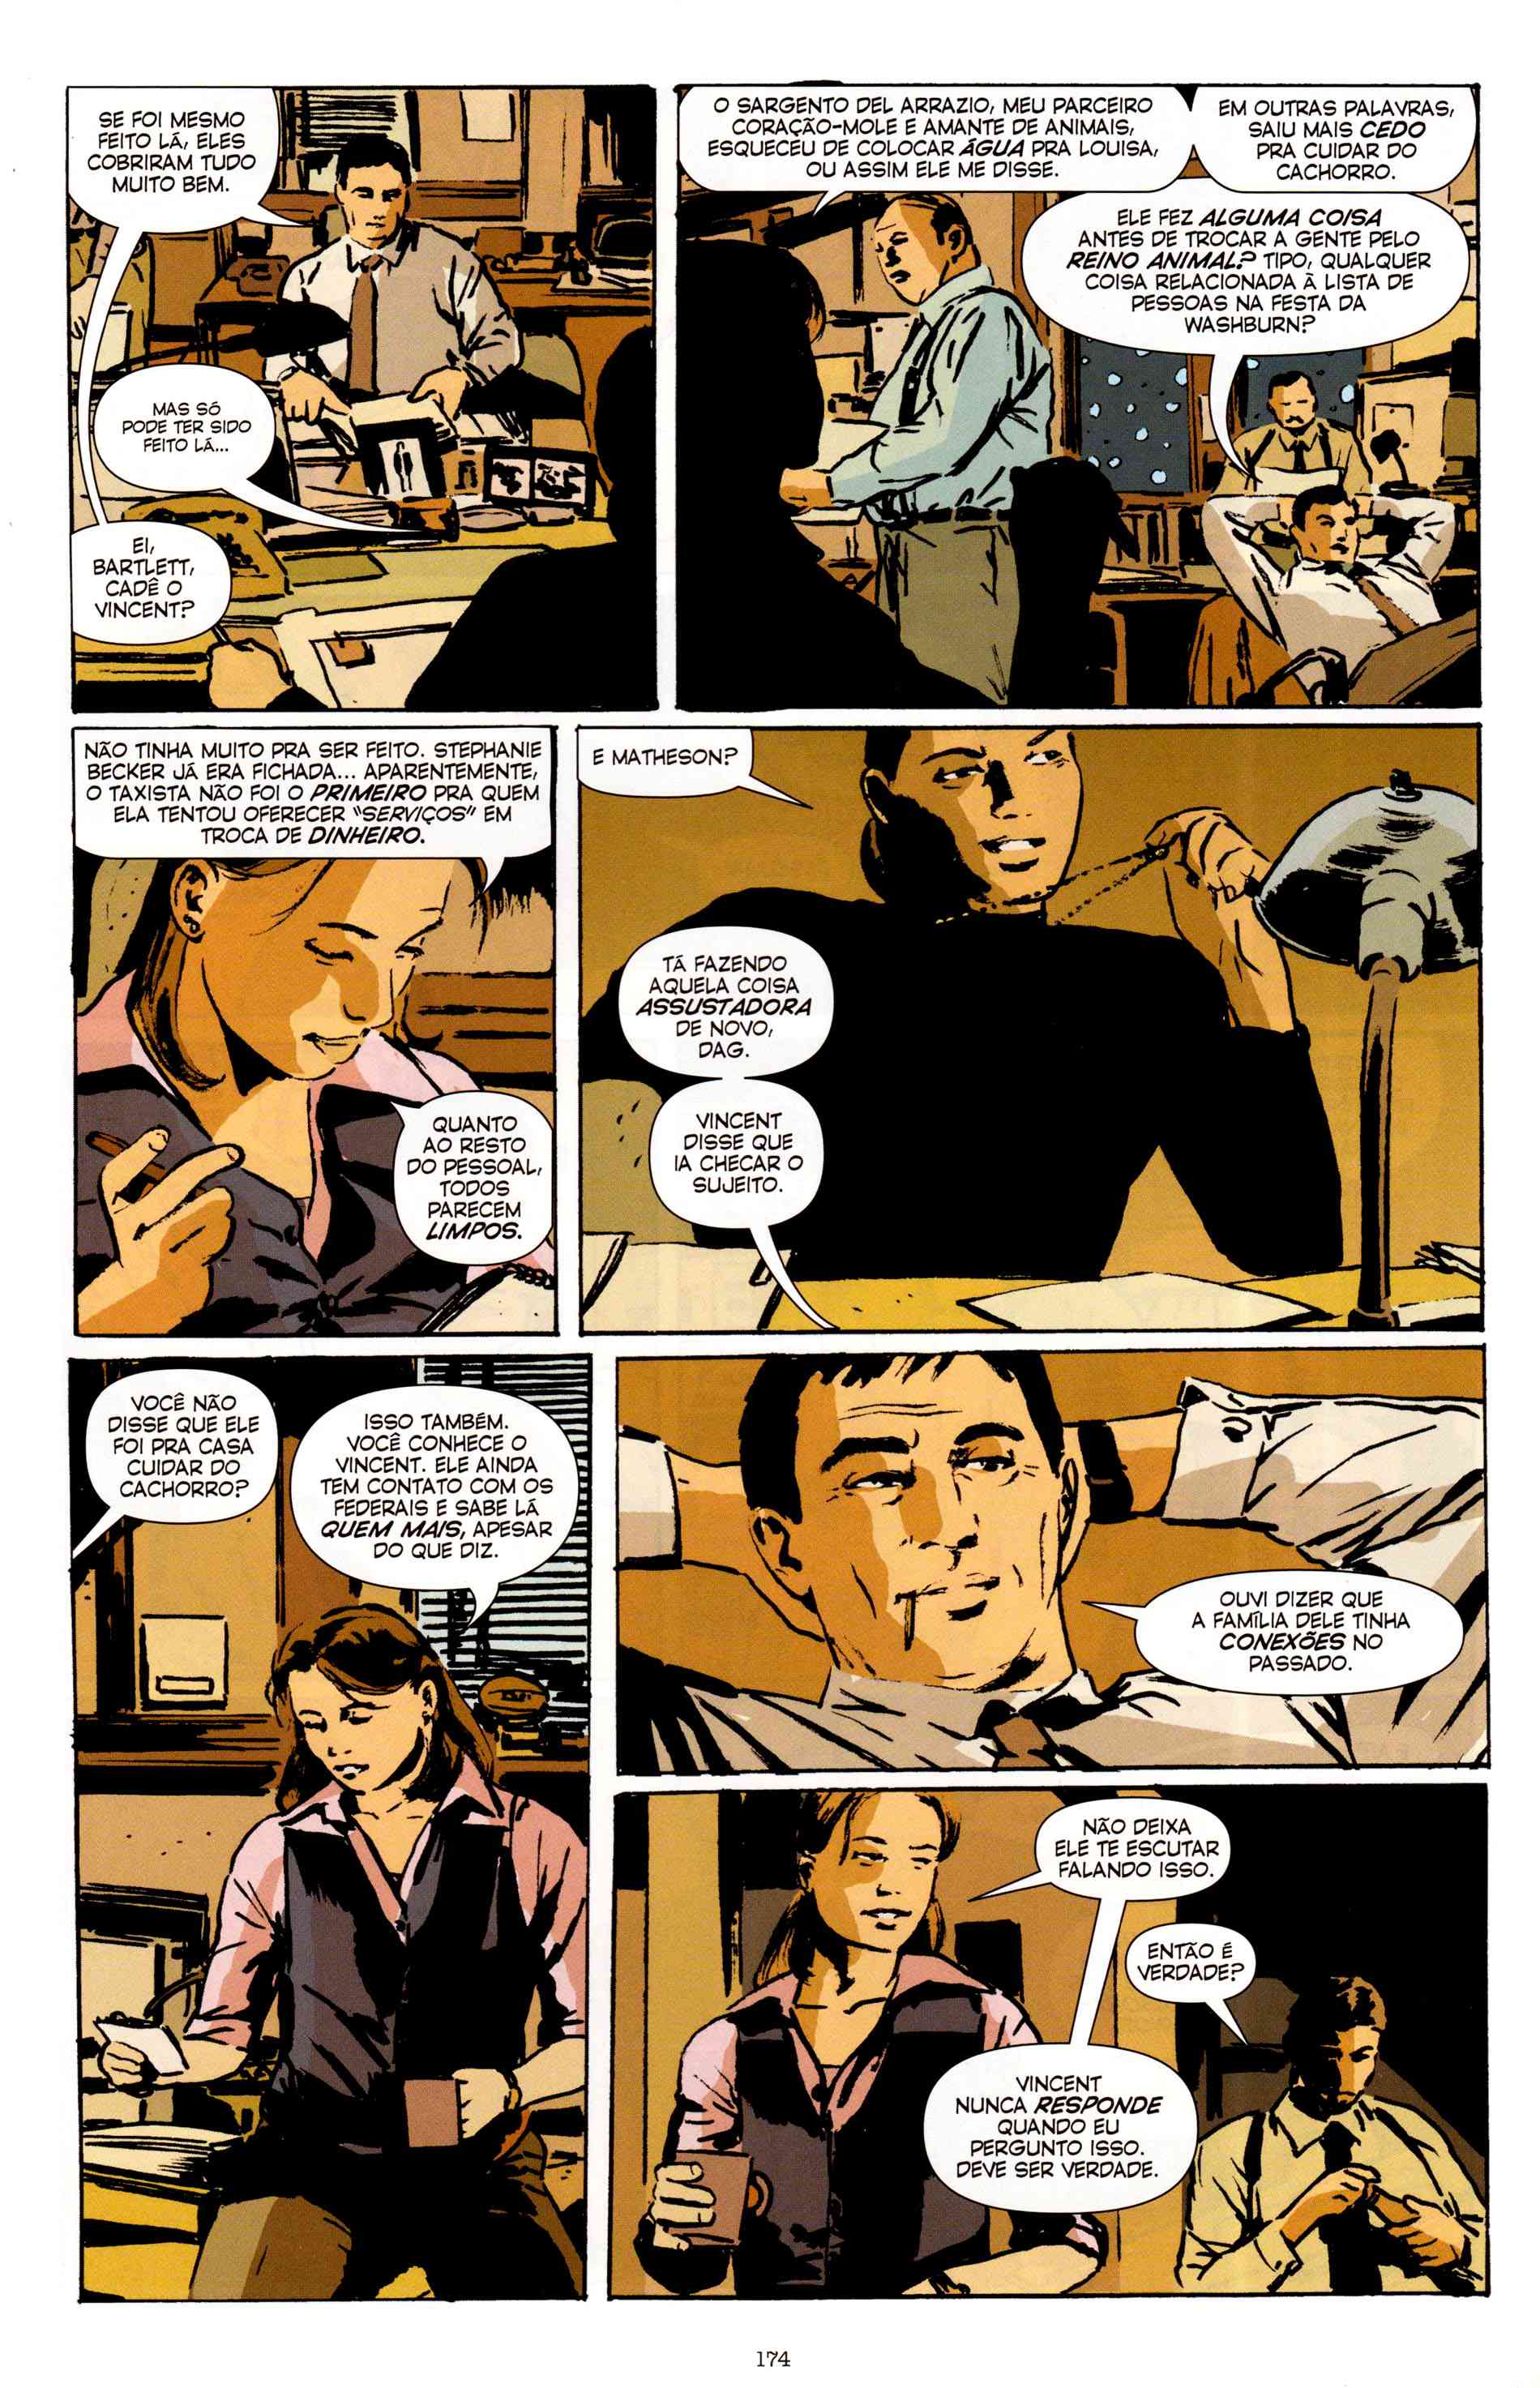 SE FOI MESMO
FEITO LÁ, ELES
COBRIRAM TUDO
MUITO BEM.
MAS SÓ
PODE TER SIDO
FEITO LÁ...
EI,
BARTLETT,
CADÊ O
VINCENT?
O SARGENTO DEL ARRAZIO, MEU PARCEIRO
CORAÇÃO-MOLE E AMANTE DE ANIMAIS,
ESQUECEU DE COLOCAR ÁGUA PRA LOUISA,
OU ASSIM ELE ME DISSE.
EM OUTRAS PALAVRAS,
SAIU MAIS CEDO
PRA CUIDAR DO
CACHORRO.
ELE FEZ ALGUMA COISA
ANTES DE TROCAR A GENTE PELO
REINO ANIMAL? TIPO, QUALQUER
COISA RELACIONADA À LISTA DE
PESSOAS NA FESTA DA
WASHBURN?
NÃO TINHA MUITO PRA SER FEITO. STEPHANIE
BECKER JÁ ERA FICHADA... APARENTEMENTE,
O TAXISTA NÃO FOI O PRIMEIRO PRA QUEM
ELA TENTOU OFERECER “SERVIÇOS” EM
TROCA DE DINHEIRO.
QUANTO
AO RESTO
DO PESSOAL,
TODOS
PARECEM
LIMPOS.
E MATHESON?
TÁ FAZENDO
AQUELA COISA
ASSUSTADORA
DE NOVO,
DAG.
VINCENT
DISSE QUE
IA CHECAR O
SUJEITO.
VOCÊ NÃO
DISSE QUE ELE
FOI PRA CASA
CUIDAR DO
CACHORRO?
ISSO TAMBÉM.
VOCÊ CONHECE O
VINCENT. ELE AINDA
TEM CONTATO COM OS
FEDERAIS E SABE LÁ
QUEM MAIS, APESAR
DO QUE DIZ.
OUVI DIZER QUE
A FAMÍLIA DELE TINHA
CONEXÕES NO
PASSADO.
NÃO DEIXA
ELE TE ESCUTAR
FALANDO ISSO.
ENTÃO É
VERDADE?
VINCENT
NUNCA RESPONDE
QUANDO EU
PERGUNTO ISSO.
DEVE SER VERDADE.
174